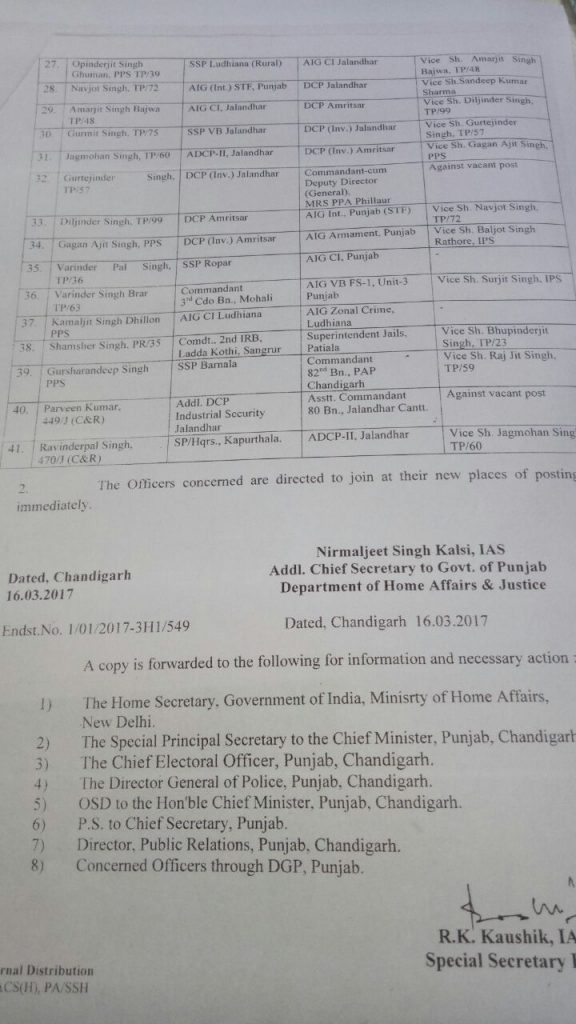 27. Opinderjit Singh SSP Ludhiana (Rural) AIG CI Jalandhar Vice Sh. Amarjit Singh
Ghuman, PPS TP/39 Bajwa, TP/48
28. Navjot Singh, TP/72 AIG (Int.) STF, Punjab DCP Jalandhar Vice Sh.Sandeep Kumar
Sharma
29. Amarjit Singh Bajwa AIG CI, Jalandhar DCP Amritsar Vice Sh. Diljinder Singh,
TP/48 TP/99
30. Gurmit Singh, TP/75 SSP VB Jalandhar DCP (Inv.) Jalandhar Vice Sh. Gurtejinder
Singh, TP/57
31. Jagmohan Singh, TP/60 ADCP-II, Jalandhar DCP (Inv.) Amritsar Vice Sh. Gagan Ajit Singh,
PPS
32. Gurtejinder Singh, DCP (Inv.) Jalandhar Commandant-cum Against vacant post
TP/57 Deputy Director
(General),
MRS PPA Phillaur
33. Diljinder Singh, TP/99 DCP Amritsar AIG Int., Punjab (STF) Vice Sh. Navjot Singh,
TP/72
34. Gagan Ajit Singh, PPS DCP (Inv.) Amritsar AIG Armament, Punjab Vice Sh. Baljot Singh
Rathore, IPS
35. Varinder Pal Singh, SSP Ropar AIG CI, Punjab -
TP/36
36. Varinder Singh Brar Commandant AIG VB FS-1, Unit-3 Vice Sh. Surjit Singh, IPS
TP/63 3rd Cdo Bn., Mohali Punjab
37. Kamaljit Singh Dhillon AIG CI Ludhiana AIG Zonal Crime, -
PPS Ludhiana
38. Shamsher Singh, PR/35 Comdt., 2nd IRB, Superintendent Jails, Vice Sh. Bhupinderjit
Ladda Kothi, Sangrur Patiala Singh, TP/23
39. Gursharandeep Singh SSP Barnala Commandant Vice Sh. Raj Jit Singh,
PPS 82nd Bn., PAP TP/59
Chandigarh
40. Parveen Kumar, Addl. DCP Asstt. Commandant Against vacant post
449/J (C&R) Industrial Security 80 Bn., Jalandhar Cantt.
Jalandhar
41. Ravinderpal Singh, SP/Hqrs., Kapurthala. ADCP-II, Jalandhar Vice Sh. Jagmohan Sing
470/J (C&R) TP/60
2. The Officers concerned are directed to join at their new places of posting
immediately.
Nirmaljeet Singh Kalsi, IAS
Dated, Chandigarh Addl. Chief Secretary to Govt. of Punjab
16.03.2017 Department of Home Affairs & Justice
Endst.No. 1/01/2017-3H1/549 Dated, Chandigarh 16.03.2017
A copy is forwarded to the following for information and necessary action :
1) The Home Secretary, Government of India, Minisrty of Home Affairs,
New Delhi.
2) The Special Principal Secretary to the Chief Minister, Punjab, Chandigarh
3) The Chief Electoral Officer, Punjab, Chandigarh.
4) The Director General of Police, Punjab, Chandigarh.
5) OSD to the Hon'ble Chief Minister, Punjab, Chandigarh.
6) P.S. to Chief Secretary, Punjab.
7) Director, Public Relations, Punjab, Chandigarh.
8) Concerned Officers through DGP, Punjab.
R.K. Kaushik, IA
Special Secretary
rnal Distribution
ACS(H), PA/SSH